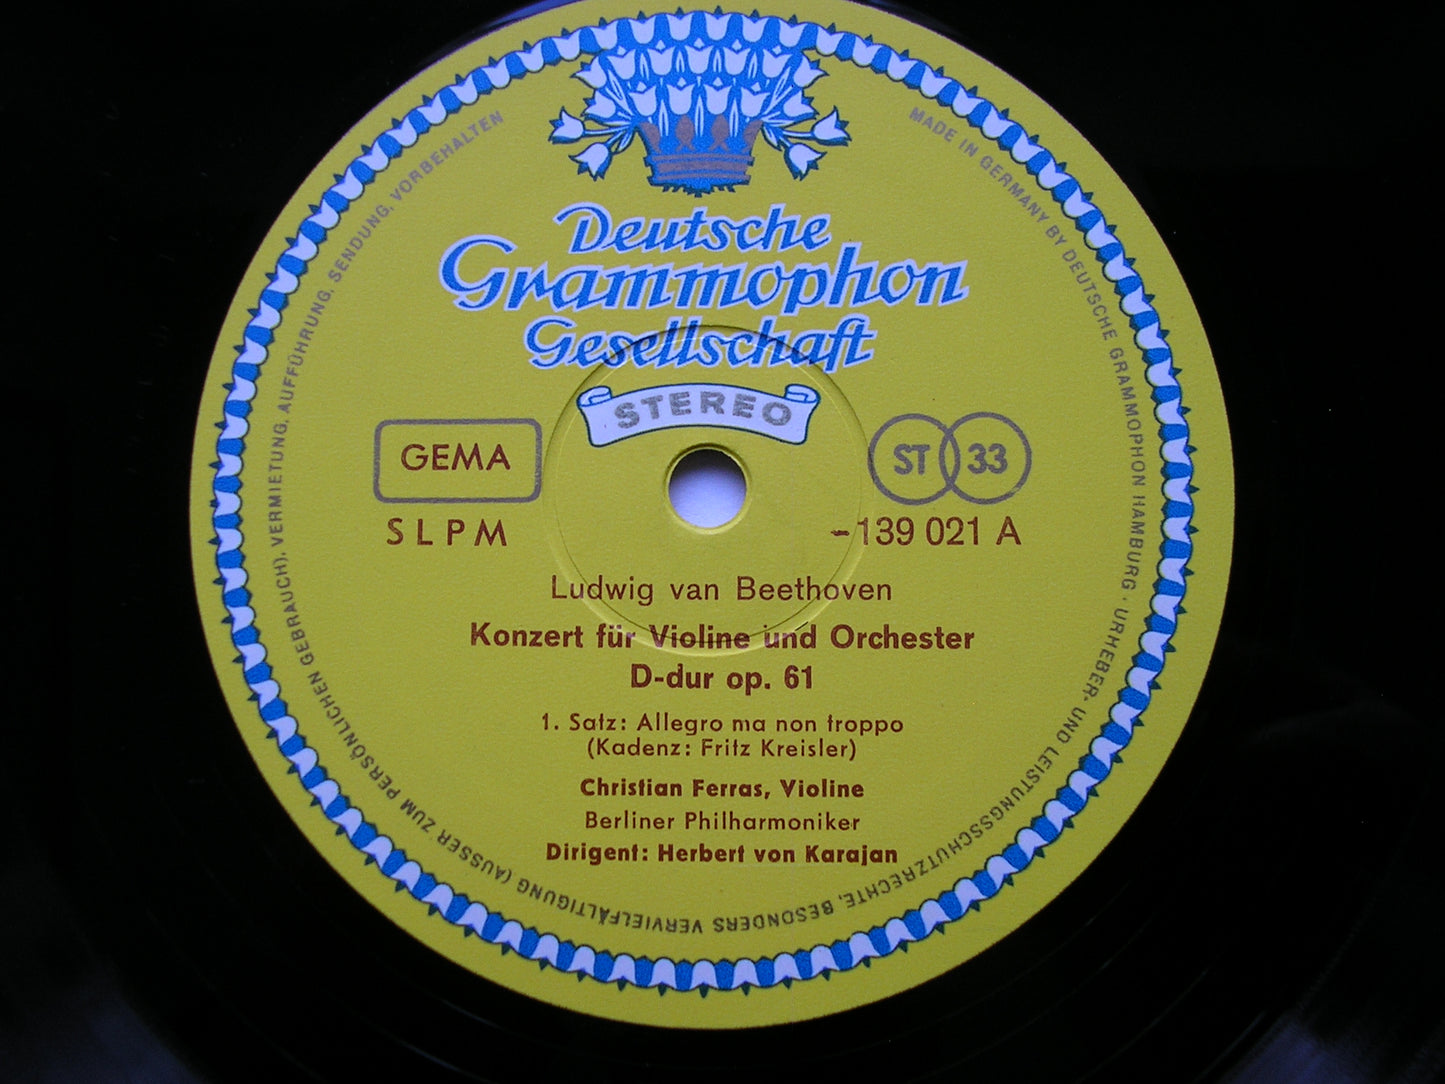 Deutsche
Grammophon
Gesellschaft
STEREO
GEMA
ST 33
SLPM
-139 021 A
Ludwig van Beethoven
Konzert für Violine und Orchester
D-dur op. 61
1. Satz: Allegro ma non troppo
(Kadenz: Fritz Kreisler)
Christian Ferras, Violine
Berliner Philharmoniker
Dirigent: Herbert von Karajan
MADE IN GERMANY BY DEUTSCHE GRAMMOPHON HAMBURG · URHEBER- UND LEISTUNGSSCHUTZRECHTE, BESONDERS VERVIELFÄLTIGUNG (AUSSER ZUM PERSÖNLICHEN GEBRAUCH), VERMIETUNG, AUFFÜHRUNG, SENDUNG, VORBEHALTEN